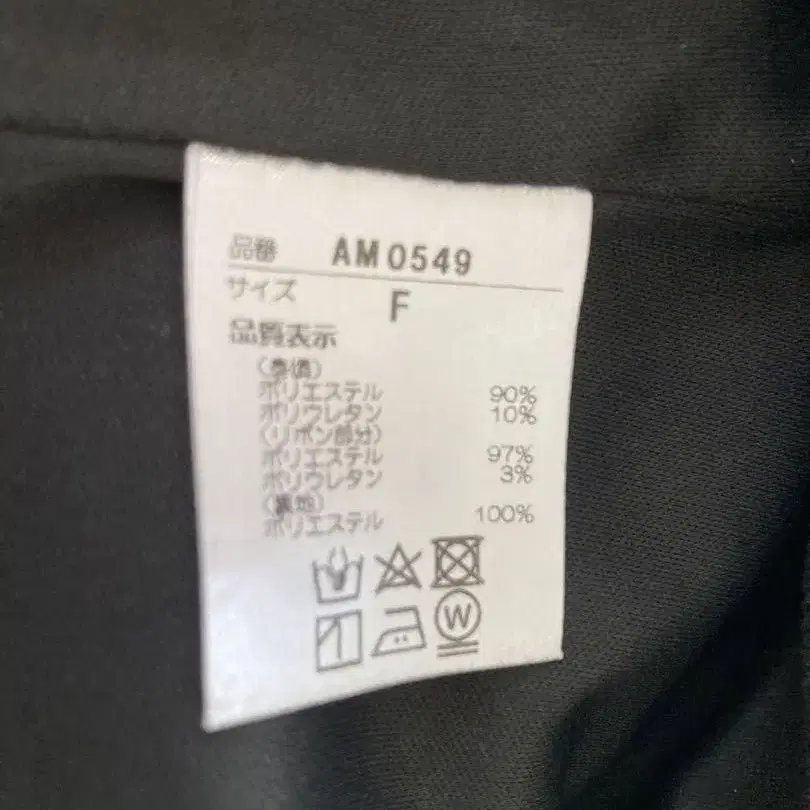 品番 AM0549
サイズ F
品質表示
(身頃)
ポリエステル 90%
ポリウレタン 10%
(リボン部分)
ポリエステル 97%
ポリウレタン 3%
(裏地)
ポリエステル 100%
W